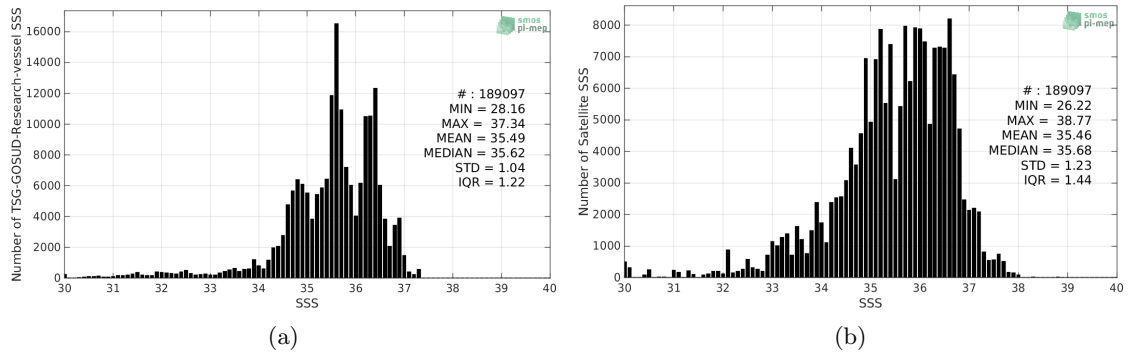 Number of TSG-GOSUD-Research-vessel SSS
16000
14000
12000
10000
8000
6000
4000
2000
0
30 31 32 33 34 35 36 37 38 39 40
SSS
smos
pi-mep
# : 189097
MIN = 28.16
MAX = 37.34
MEAN = 35.49
MEDIAN = 35.62
STD = 1.04
IQR = 1.22
(a)
Number of Satellite SSS
8000
7000
6000
5000
4000
3000
2000
1000
0
30 31 32 33 34 35 36 37 38 39 40
SSS
smos
pi-mep
# : 189097
MIN = 26.22
MAX = 38.77
MEAN = 35.46
MEDIAN = 35.68
STD = 1.23
IQR = 1.44
(b)